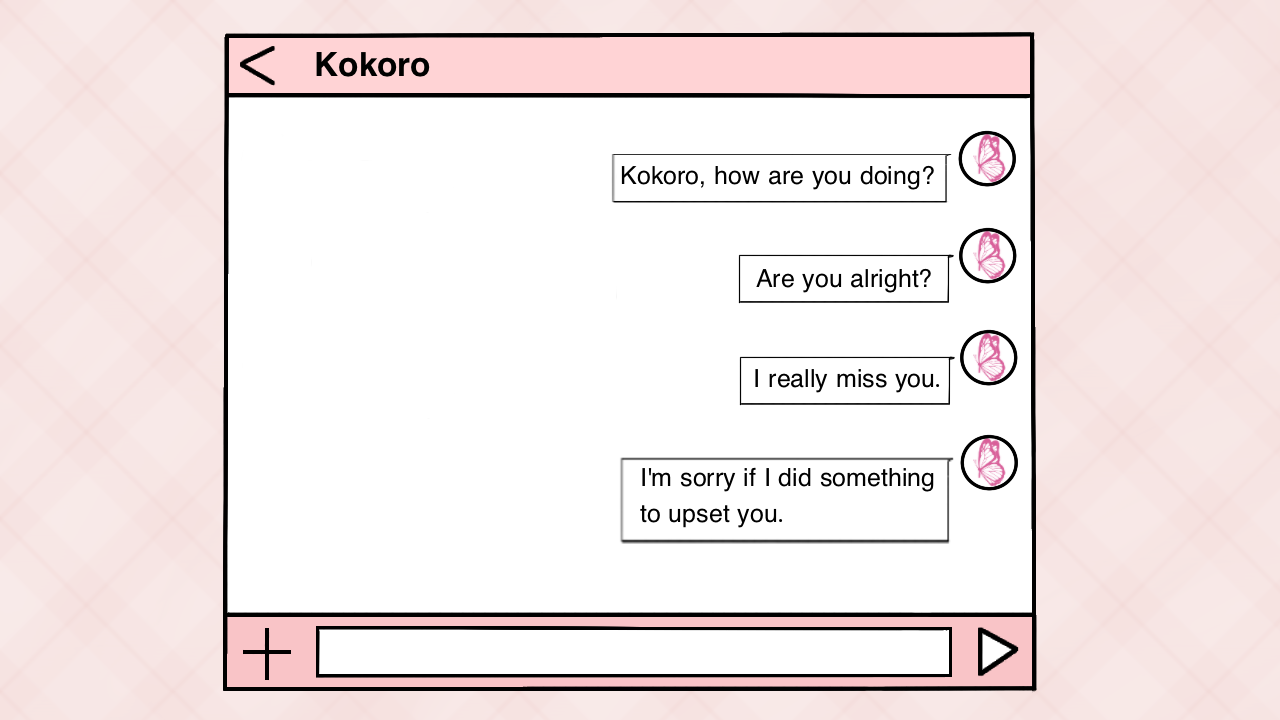 Kokoro
Kokoro, how are you doing?
Are you alright?
I really miss you.
I'm sorry if I did something
to upset you.